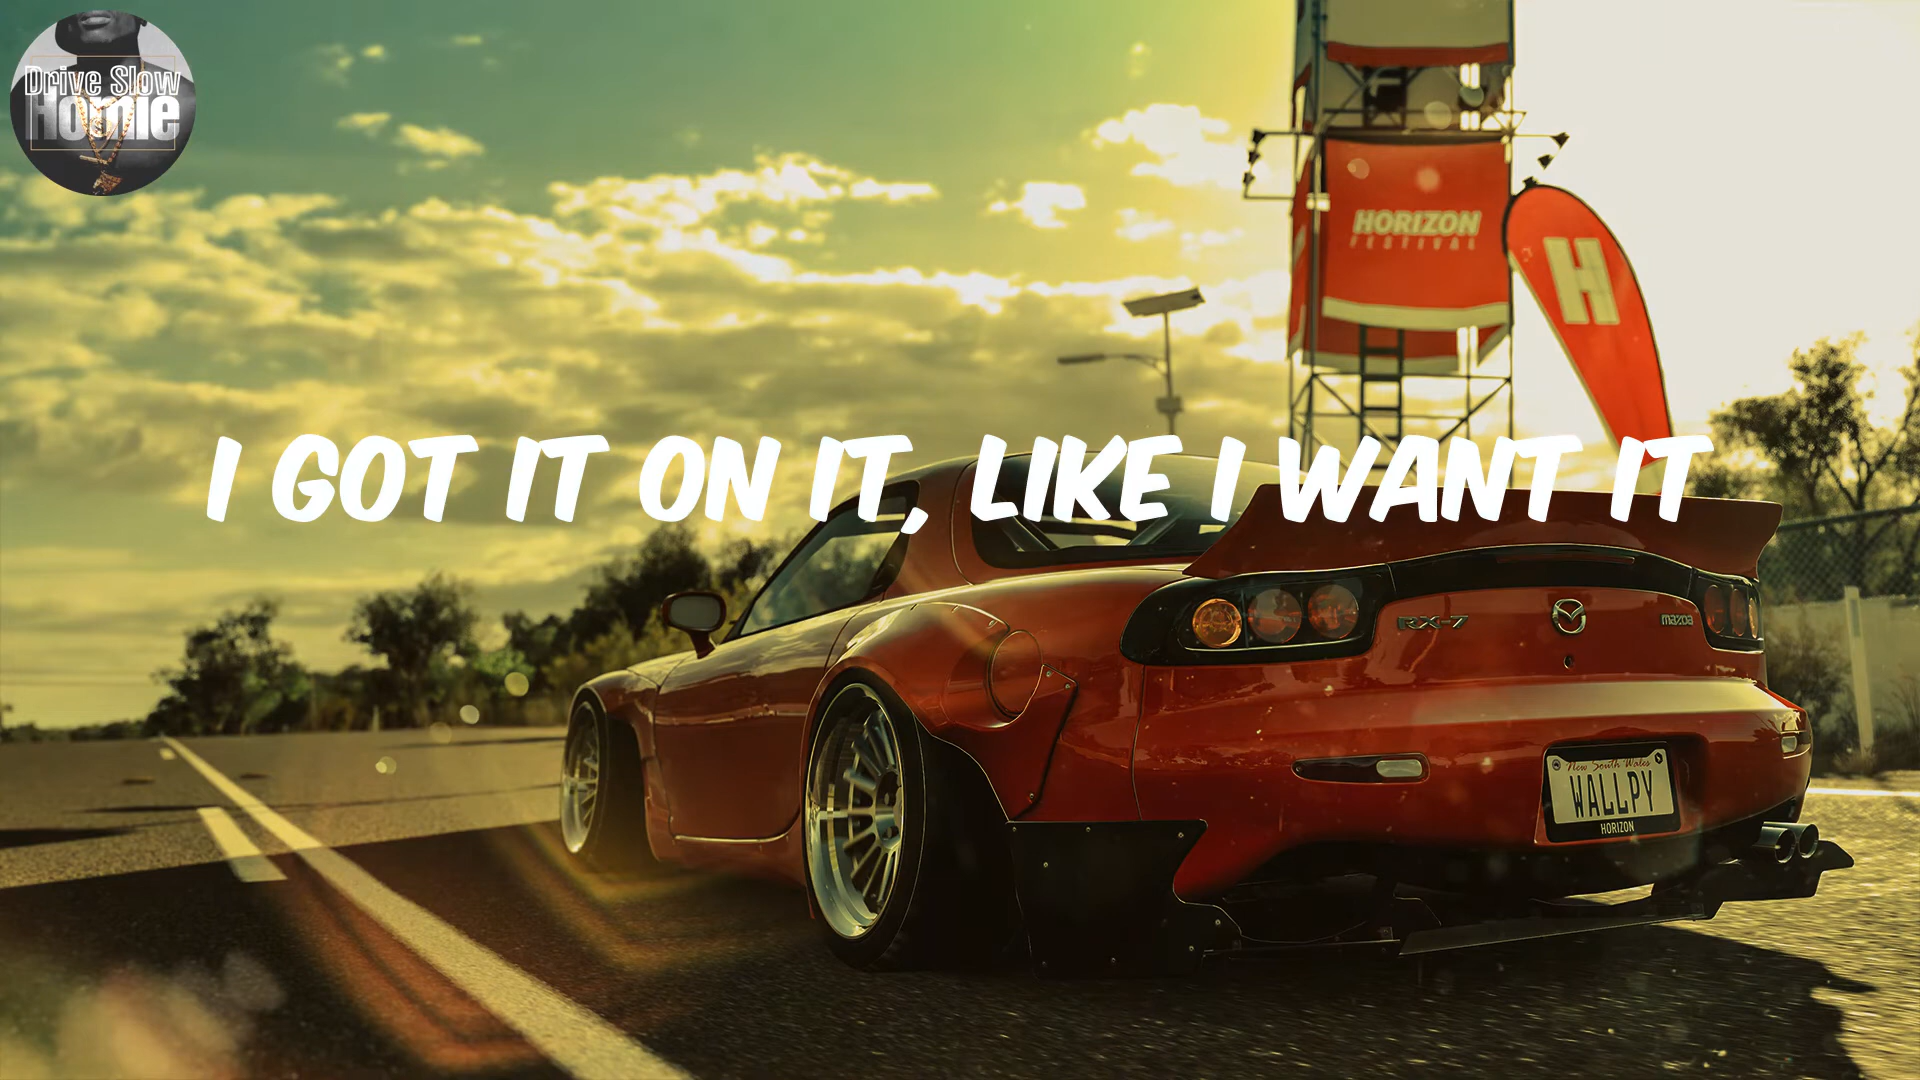 Drive Slow
Homie
HORIZON
FESTIVAL
H
I GOT IT ON IT, LIKE I WANT IT
RX-7
mazda
New South Wales
WALLPY
HORIZON